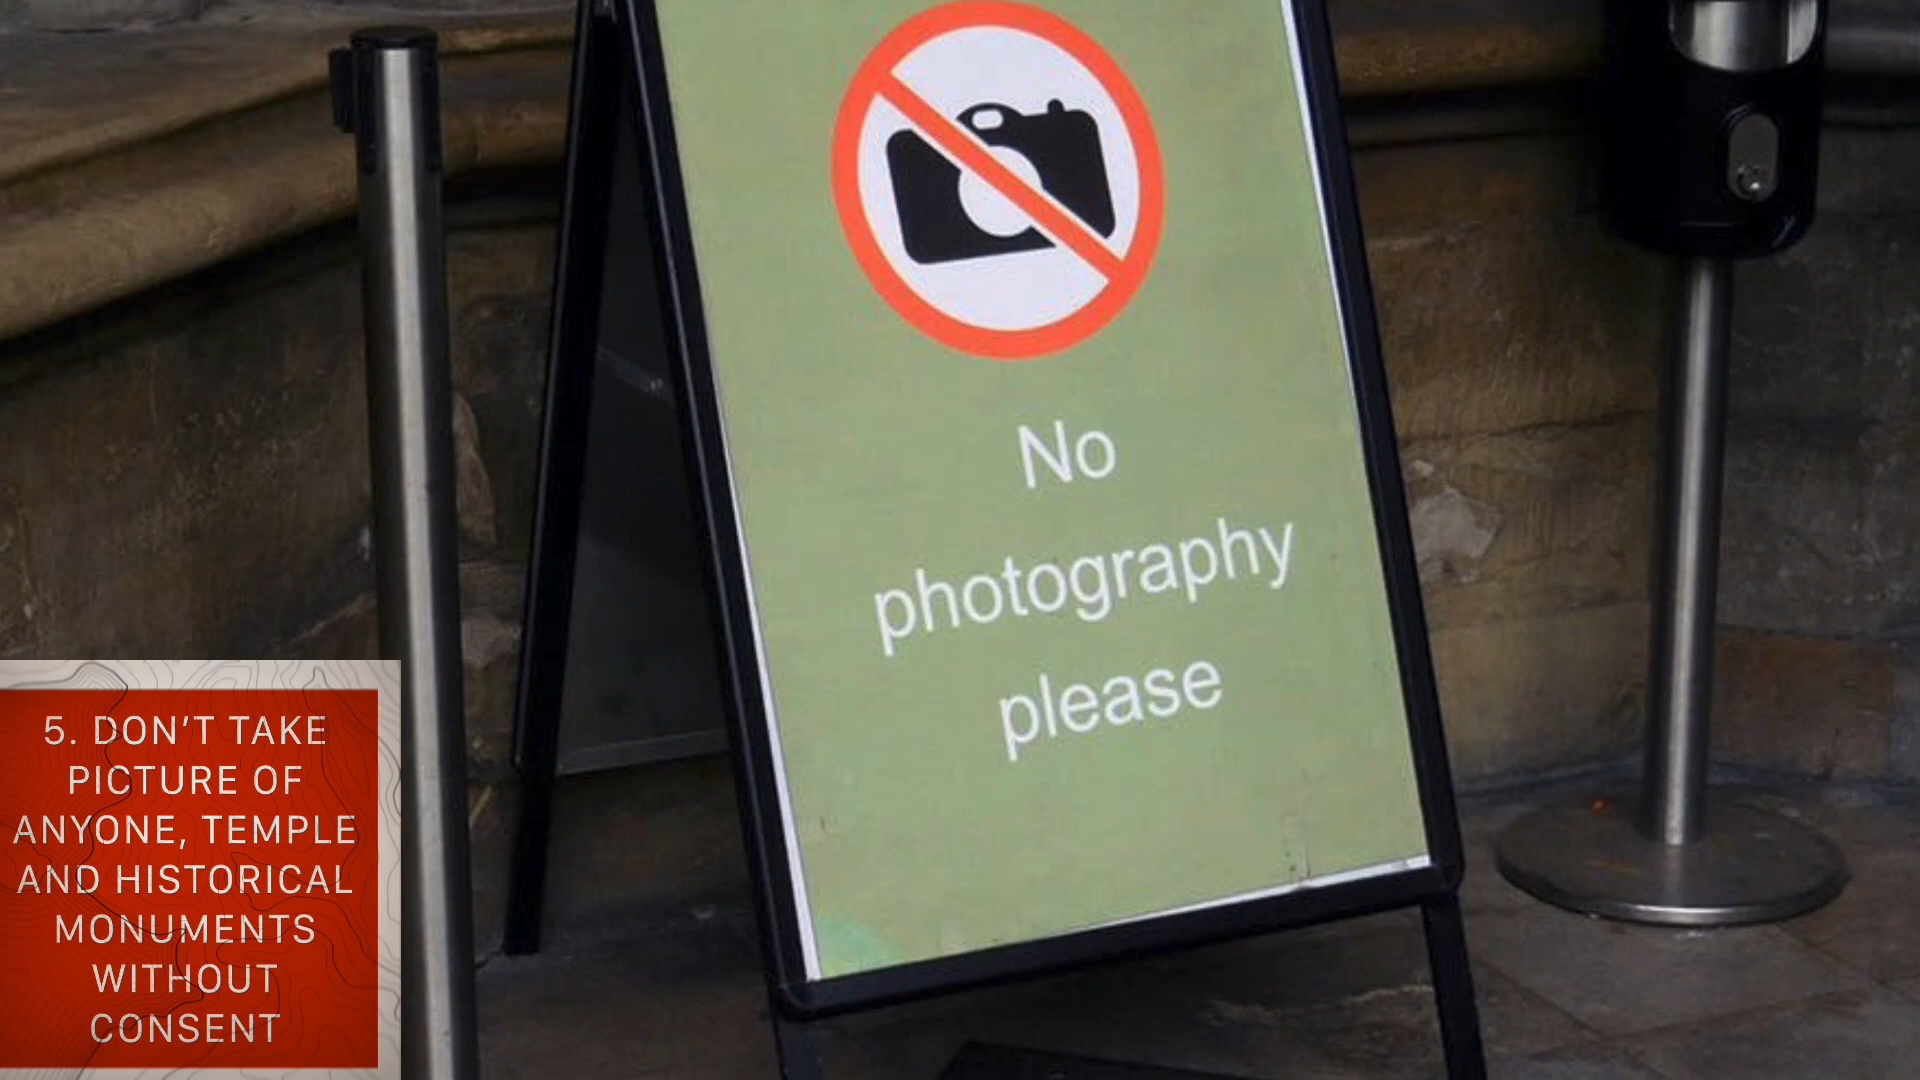 No
photography
please
5. DON'T TAKE
PICTURE OF
ANYONE, TEMPLE
AND HISTORICAL
MONUMENTS
WITHOUT
CONSENT